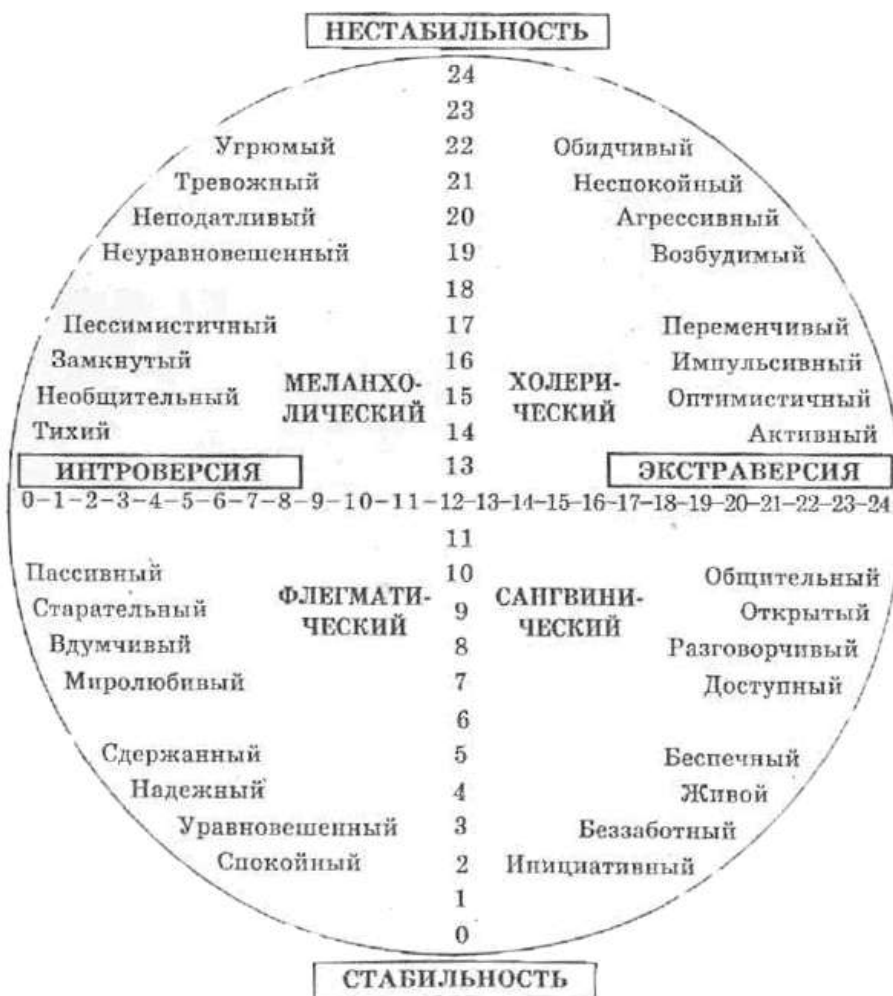 НЕСТАБИЛЬНОСТЬ
24
23
Угрюмый 22 Обидчивый
Тревожный 21 Неспокойный
Неподатливый 20 Агрессивный
Неуравновешенный 19 Возбудимый
18
Пессимистичный 17 Переменчивый
Замкнутый 16 Импульсивный
МЕЛАНХО- ХОЛЕРИ-
Необщительный 15 Оптимистичный
ЛИЧЕСКИЙ ЧЕСКИЙ
Тихий 14 Активный
ИНТРОВЕРСИЯ 13 ЭКСТРАВЕРСИЯ
0–1–2–3–4–5–6–7–8–9–10–11–12–13–14–15–16–17–18–19–20–21–22–23–24
11
Пассивный 10 Общительный
ФЛЕГМАТИ- САНГВИНИ-
Старательный 9 Открытый
ЧЕСКИЙ ЧЕСКИЙ
Вдумчивый 8 Разговорчивый
Миролюбивый 7 Доступный
6
Сдержанный 5 Беспечный
Надежный 4 Живой
Уравновешенный 3 Беззаботный
Спокойный 2 Инициативный
1
0
СТАБИЛЬНОСТЬ